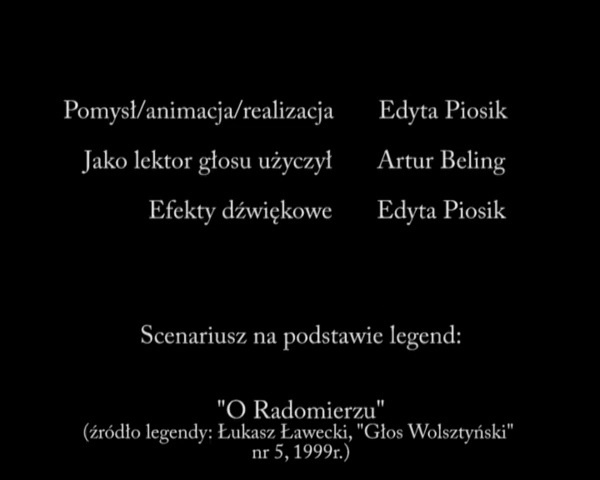 Pomysł/animacja/realizacja Edyta Piosik
Jako lektor głosu użyczył Artur Beling
Efekty dźwiękowe Edyta Piosik
Scenariusz na podstawie legend:
"O Radomierzu"
(źródło legendy: Łukasz Ławecki, "Głos Wolsztyński"
nr 5, 1999r.)